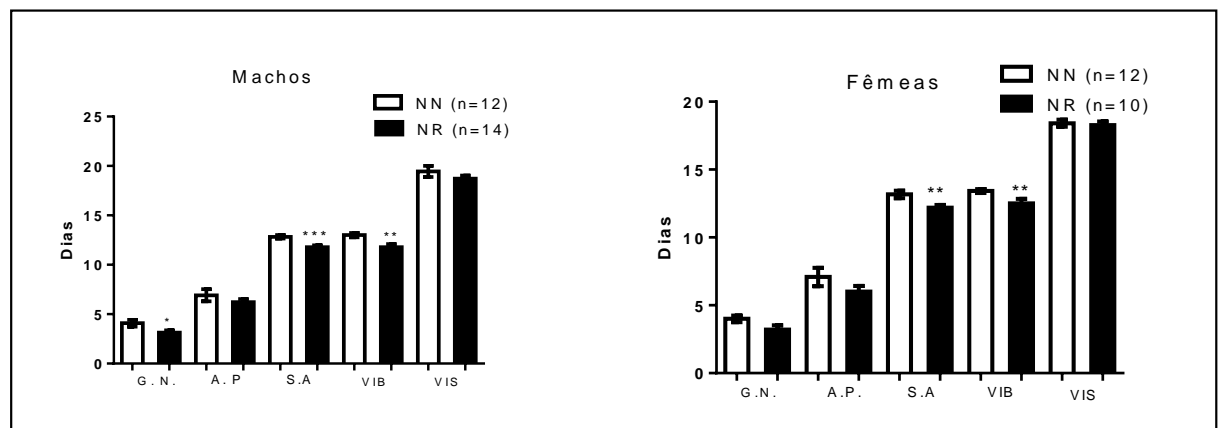 Machos
NN (n=12)
NR (n=14)
25
20
15
10
5
0
Dias
*
***
**
G.N. A.P S.A VIB VIS
Fêmeas
NN (n=12)
NR (n=10)
20
15
10
5
0
Dias
**
**
G.N. A.P. S.A VIB VIS